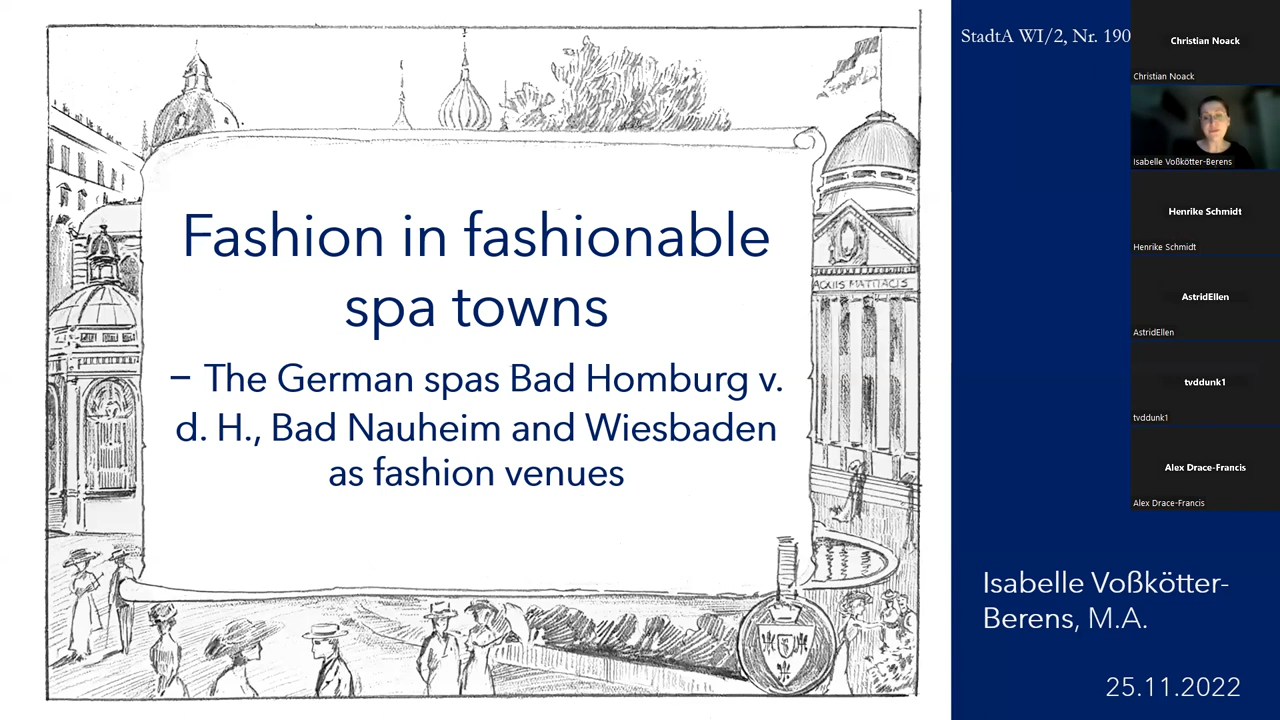 StadtA WI/2, Nr. 190
Fashion in fashionable
spa towns
– The German spas Bad Homburg v.
d. H., Bad Nauheim and Wiesbaden
as fashion venues
AQUIS MATTIACIS
Isabelle Voßkötter-
Berens, M.A.
25.11.2022
Christian Noack
Christian Noack
Isabelle Voßkötter-Berens
Henrike Schmidt
Henrike Schmidt
AstridEllen
AstridEllen
tvddunk1
tvddunk1
Alex Drace-Francis
Alex Drace-Francis